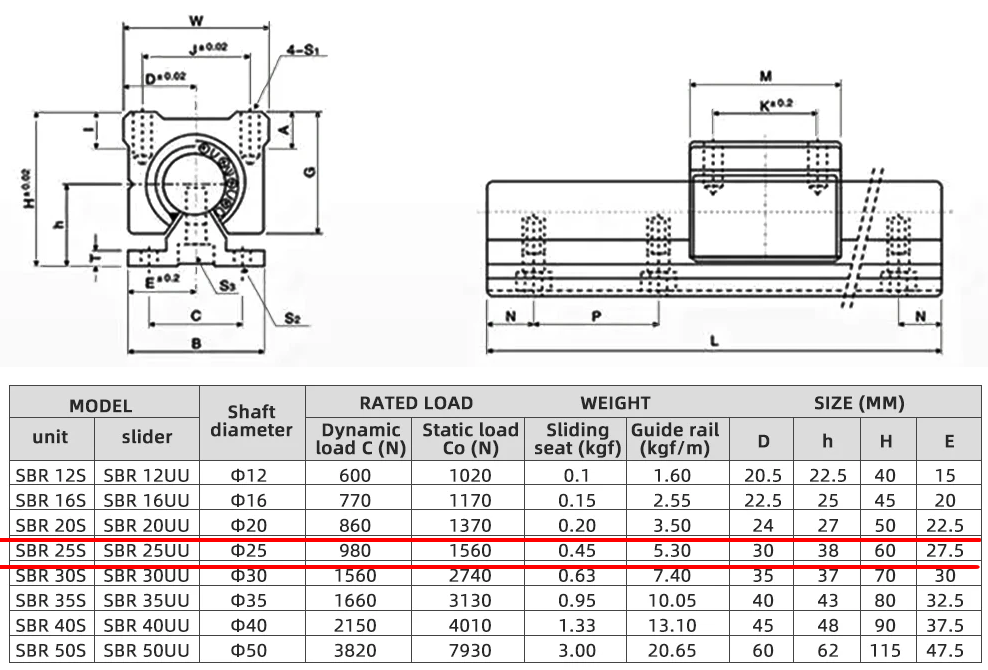 W
J±0.02
4-S1
D±0.02
I
A
G
H±0.02
h
T
E±0.2
S3
C
S2
B
M
K±0.2
N P N
L
MODEL Shaft diameter RATED LOAD WEIGHT SIZE (MM)
unit slider Dynamic load C (N) Static load Co (N) Sliding seat (kgf) Guide rail (kgf/m) D h H E
SBR 12S SBR 12UU Φ12 600 1020 0.1 1.60 20.5 22.5 40 15
SBR 16S SBR 16UU Φ16 770 1170 0.15 2.55 22.5 25 45 20
SBR 20S SBR 20UU Φ20 860 1370 0.20 3.50 24 27 50 22.5
SBR 25S SBR 25UU Φ25 980 1560 0.45 5.30 30 38 60 27.5
SBR 30S SBR 30UU Φ30 1560 2740 0.63 7.40 35 37 70 30
SBR 35S SBR 35UU Φ35 1660 3130 0.95 10.05 40 43 80 32.5
SBR 40S SBR 40UU Φ40 2150 4010 1.33 13.10 45 48 90 37.5
SBR 50S SBR 50UU Φ50 3820 7930 3.00 20.65 60 62 115 47.5